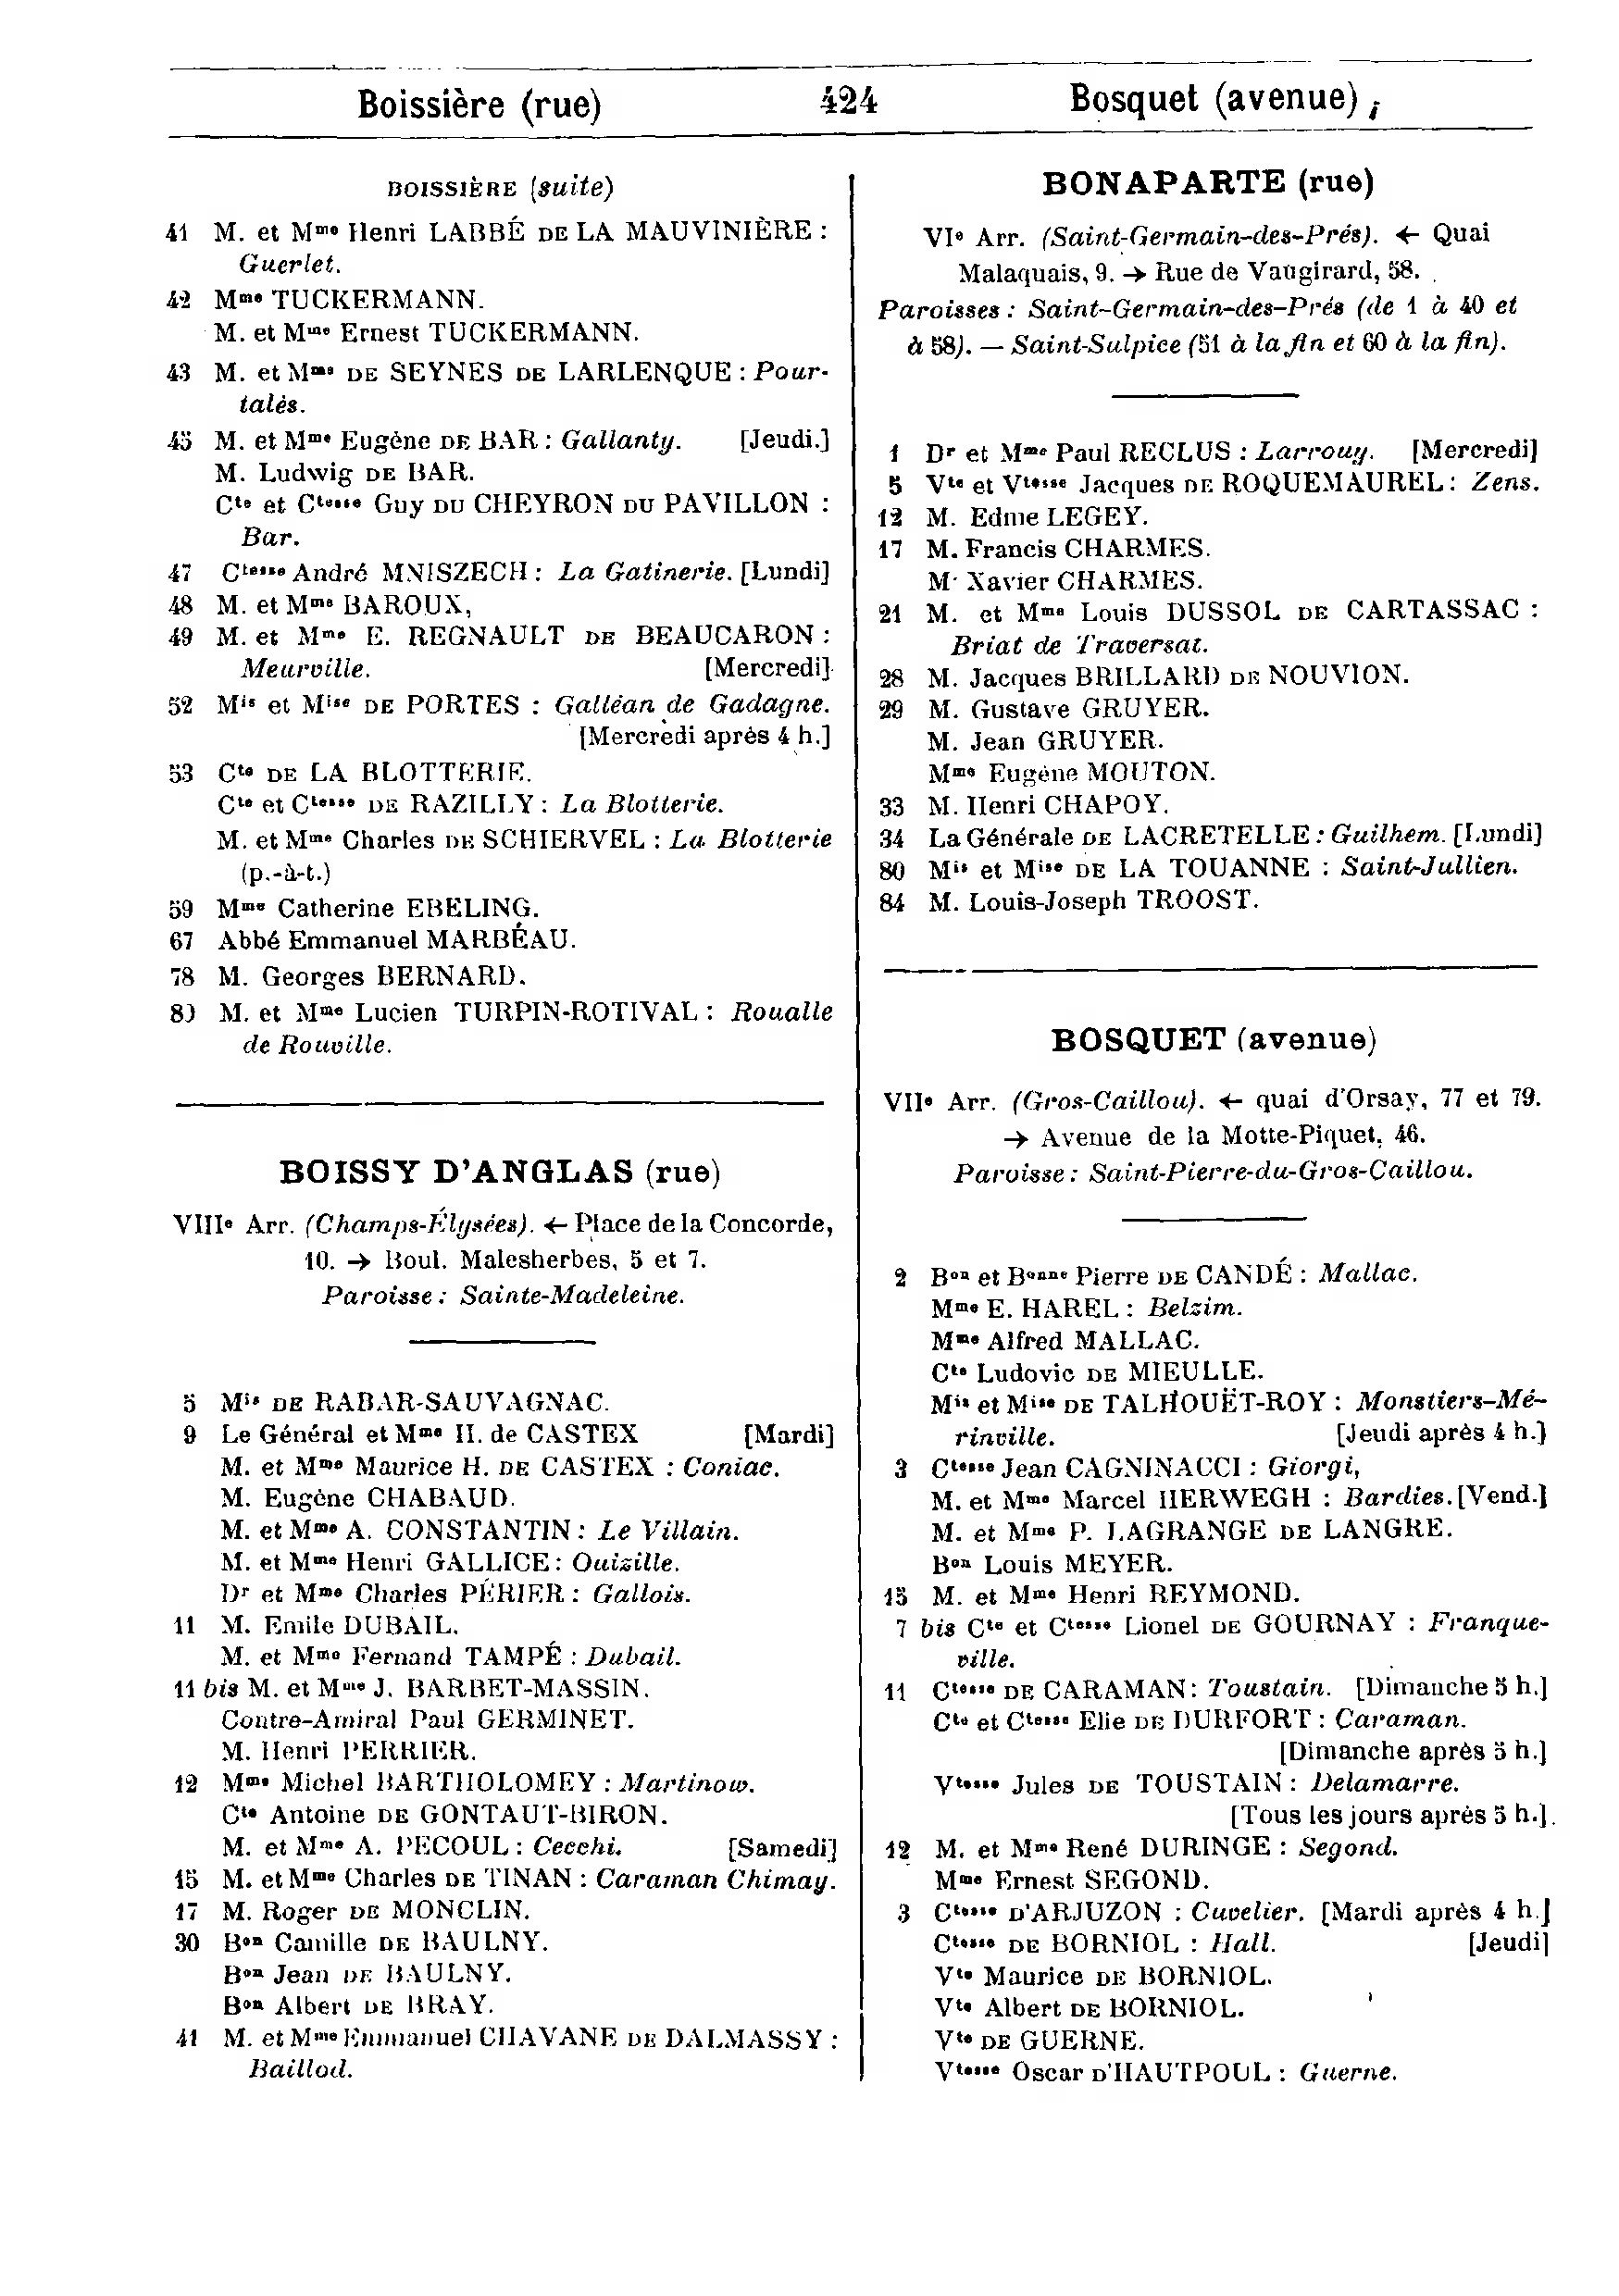 Boissière (rue)
424
Bosquet (avenue)
BOISSIÈRE (suite)
41 M. et Mme Henri LABBÉ DE LA MAUVINIÈRE :
Guerlet.
42 Mme TUCKERMANN.
M. et Mme Ernest TUCKERMANN.
43 M. et Mme DE SEYNES DE LARLENQUE : Pour-
talès.
45 M. et Mme Eugène DE BAR : Gallanty. [Jeudi.]
M. Ludwig DE BAR.
Cte et Ctesse Guy DU CHEYRON DU PAVILLON :
Bar.
47 Ctesse André MNISZECH : La Gatinerie. [Lundi]
48 M. et Mme BAROUX,
49 M. et Mme E. REGNAULT DE BEAUCARON :
Meurville. [Mercredi]
52 Mis et Mise DE PORTES : Galléan de Gadagne.
[Mercredi après 4 h.]
53 Cte DE LA BLOTTERIE.
Cte et Ctesse DE RAZILLY : La Blotterie.
M. et Mme Charles DE SCHIERVEL : La Blotterie
(p.-à-t.)
59 Mme Catherine EBELING.
67 Abbé Emmanuel MARBÉAU.
78 M. Georges BERNARD.
80 M. et Mme Lucien TURPIN-ROTIVAL : Roualle
de Rouville.
BOISSY D'ANGLAS (rue)
VIIIe Arr. (Champs-Élysées). ← Place de la Concorde,
10. → Boul. Malesherbes, 5 et 7.
Paroisse : Sainte-Madeleine.
5 Mis DE RABAR-SAUVAGNAC.
9 Le Général et Mme H. de CASTEX [Mardi]
M. et Mme Maurice H. DE CASTEX : Coniac.
M. Eugène CHABAUD.
M. et Mme A. CONSTANTIN : Le Villain.
M. et Mme Henri GALLICE : Ouizille.
Dr et Mme Charles PÉRIER : Gallois.
11 M. Emile DUBAIL.
M. et Mme Fernand TAMPÉ : Dubail.
11 bis M. et Mme J. BARBET-MASSIN.
Contre-Amiral Paul GERMINET.
M. Henri PERRIER.
12 Mme Michel BARTHOLOMEY : Martinow.
Cte Antoine DE GONTAUT-BIRON.
M. et Mme A. PECOUL : Cecchi. [Samedi]
15 M. et Mme Charles DE TINAN : Caraman Chimay.
17 M. Roger DE MONCLIN.
30 Bon Camille DE BAULNY.
Bon Jean DE BAULNY.
Bon Albert DE BRAY.
41 M. et Mme Emmanuel CHAVANE DE DALMASSY :
Baillod.
BONAPARTE (rue)
VIe Arr. (Saint-Germain-des-Prés). ← Quai
Malaquais, 9. → Rue de Vaugirard, 58.
Paroisses : Saint-Germain-des-Prés (de 1 à 40 et
à 58). — Saint-Sulpice (51 à la fin et 60 à la fin).
1 Dr et Mme Paul RECLUS : Larrouy. [Mercredi]
5 Vte et Vtesse Jacques DE ROQUEMAUREL : Zens.
12 M. Edme LEGEY.
17 M. Francis CHARMES.
M. Xavier CHARMES.
21 M. et Mme Louis DUSSOL DE CARTASSAC :
Briat de Traversat.
28 M. Jacques BRILLARD DE NOUVION.
29 M. Gustave GRUYER.
M. Jean GRUYER.
Mme Eugène MOUTON.
33 M. Henri CHAPOY.
34 La Générale DE LACRETELLE : Guilhem. [Lundi]
80 Mis et Mise DE LA TOUANNE : Saint-Jullien.
84 M. Louis-Joseph TROOST.
BOSQUET (avenue)
VIIe Arr. (Gros-Caillou). ← quai d'Orsay, 77 et 79.
→ Avenue de la Motte-Piquet, 46.
Paroisse : Saint-Pierre-du-Gros-Caillou.
2 Bon et Bonne Pierre DE CANDÉ : Mallac.
Mme E. HAREL : Belzim.
Mme Alfred MALLAC.
Cte Ludovic DE MIEULLE.
Mis et Mise DE TALHOUËT-ROY : Monstiers-Mé-
rinville. [Jeudi après 4 h.]
3 Ctesse Jean CAGNINACCI : Giorgi,
M. et Mme Marcel HERWEGH : Bardies. [Vend.]
M. et Mme P. LAGRANGE DE LANGRE.
Bon Louis MEYER.
15 M. et Mme Henri REYMOND.
7 bis Cte et Ctesse Lionel DE GOURNAY : Franque-
ville.
11 Ctesse DE CARAMAN : Toustain. [Dimanche 5 h.]
Cte et Ctesse Elie DE DURFORT : Caraman.
[Dimanche après 5 h.]
Vtesse Jules DE TOUSTAIN : Delamarre.
[Tous les jours après 5 h.]
12 M. et Mme René DURINGE : Segond.
Mme Ernest SEGOND.
3 Ctesse D'ARJUZON : Cuvelier. [Mardi après 4 h.]
Ctesse DE BORNIOL : Hall. [Jeudi]
Vte Maurice DE BORNIOL.
Vte Albert DE BORNIOL.
Vte DE GUERNE.
Vtesse Oscar D'HAUTPOUL : Guerne.